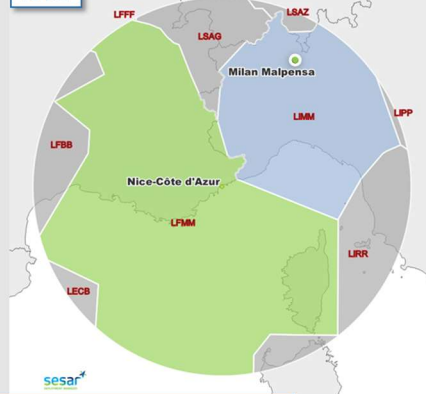 LFFF
LSAZ
LSAG
Milan Malpensa
LIMM
LIPP
LFBB
Nice-Côte d'Azur
LFMM
LIRR
LECB
sesar